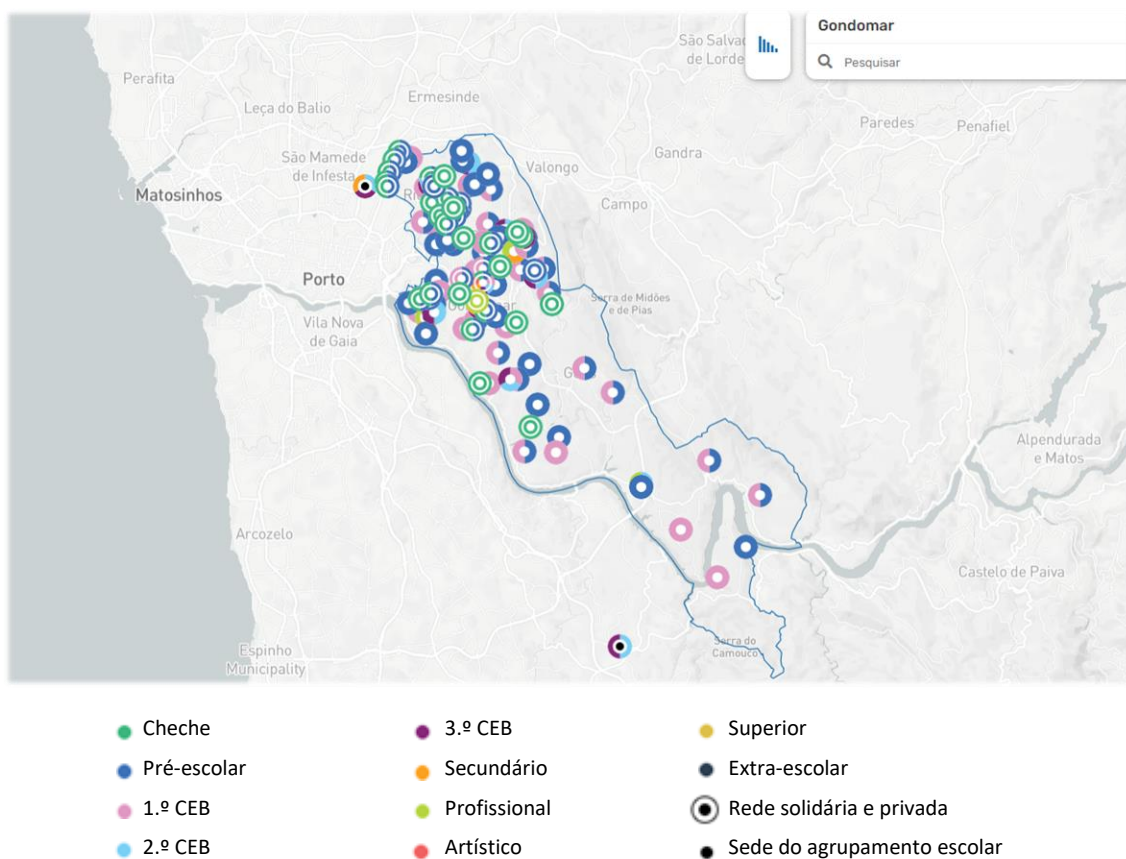 Gondomar
Pesquisar
São Salvad
de Lorde
Perafita
Ermesinde
Leça do Balio
Paredes
Penafiel
São Mamede
de Infesta
Valongo
Gandra
Matosinhos
Campo
Porto
Serra de Midões
e de Pias
Vila Nova
de Gaia
Alpendurada
e Matos
Arcozelo
Castelo de Paiva
Espinho
Municipality
Serra do
Camouco
Cheche
3.º CEB
Superior
Pré-escolar
Secundário
Extra-escolar
1.º CEB
Profissional
Rede solidária e privada
2.º CEB
Artístico
Sede do agrupamento escolar